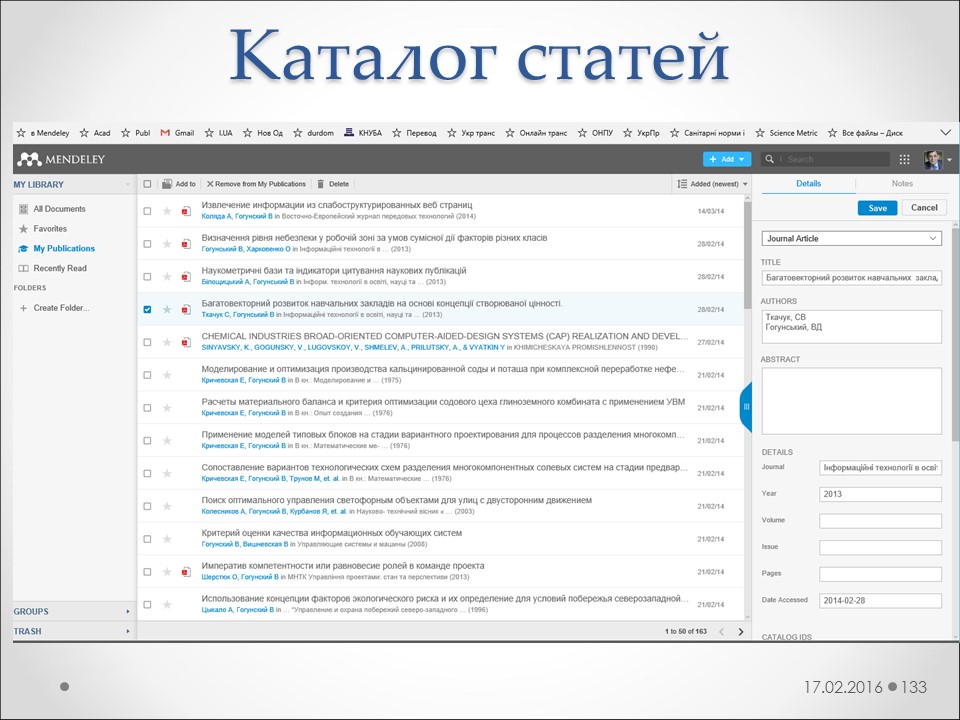 Каталог статей
в Mendeley Acad Publ Gmail I.UA Нов Од durdom КНУБА Перевод Укр транс Онлайн транс ОНПУ УкрПр Санітарні норми і Science Metric Все файлы – Диск
MENDELEY + Add Search
MY LIBRARY
All Documents
Favorites
My Publications
Recently Read
FOLDERS
+ Create Folder...
GROUPS
TRASH
Add to Remove from My Publications Delete Added (newest)
Извлечение информации из слабоструктурированных веб страниц
Коляда А, Гогунский В in Восточно-Европейский журнал передовых технологий (2014) 14/03/14
Визначення рівня небезпеки у робочій зоні за умов сумісної дії факторів різних класів
Гогунський В, Харковенко О in Інформаційні технології в ... (2013) 28/02/14
Наукометричні бази та індикатори цитування наукових публікацій
Білощицький А, Гогунський В in Інформ. технології в освіті, науці та ... (2013) 28/02/14
Багатовекторний розвиток навчальних закладів на основі концепції створюваної цінності.
Ткачук С, Гогунський В in Інформаційні технології в освіті, науці та ... (2013) 28/02/14
CHEMICAL INDUSTRIES BROAD-ORIENTED COMPUTER-AIDED-DESIGN SYSTEMS (CAP) REALIZATION AND DEVEL...
SINYAVSKY, K., GOGUNSKY, V., LUGOVSKOY, V., SHMELEV, A., PRILUTSKY, A., & VYATKIN Y in KHIMICHESKAYA PROMISHLENNOST (1990) 27/02/14
Моделирование и оптимизация производства кальцинированной соды и поташа при комплексной переработке нефе...
Кричевская Е, Гогунский В in В кн.: Моделирование и ... (1975) 21/02/14
Расчеты материального баланса и критерия оптимизации содового цеха глиноземного комбината с применением УВМ
Кричевская Е, Гогунский В in В кн.: Опыт создания ... (1976) 21/02/14
Применение моделей типовых блоков на стадии вариантного проектирования для процессов разделения многокомп...
Кричевская Е, Гогунский В in В кн.: Математические ме- ... (1976) 21/02/14
Сопоставление вариантов технологических схем разделения многокомпонентных солевых систем на стадии предвар...
Кричевская Е, Гогунский В, Трунов М, et. al. in В кн.: Математические ... (1976) 21/02/14
Поиск оптимального управления светофорным объектами для улиц с двусторонним движением
Колесников А, Гогунский В, Курбанов Я, et. al. in Науково- технічний вісник « ... (2003) 21/02/14
Критерий оценки качества информационных обучающих систем
Гогунский В, Вишневская В in Управляющие системы и машины (2008) 21/02/14
Императив компетентности или равновесие ролей в команде проекта
Шерстюк О, Гогунский В in МНТК Управління проектами: стан та перспективи (2013) 21/02/14
Использование концепции факторов экологического риска и их определение для условий побережья северозападной...
Цыкало А, Гогунский В in ... "Управление и охрана побережий северо-западного ... (1996) 21/02/14
1 to 50 of 163
Details Notes
Save Cancel
Journal Article
TITLE
Багатовекторний розвиток навчальних закла,
AUTHORS
Ткачук, СВ
Гогунський, ВД
ABSTRACT
DETAILS
Journal Інформаційні технології в освіт
Year 2013
Volume
Issue
Pages
Date Accessed 2014-02-28
CATALOG IDS
17.02.2016 133